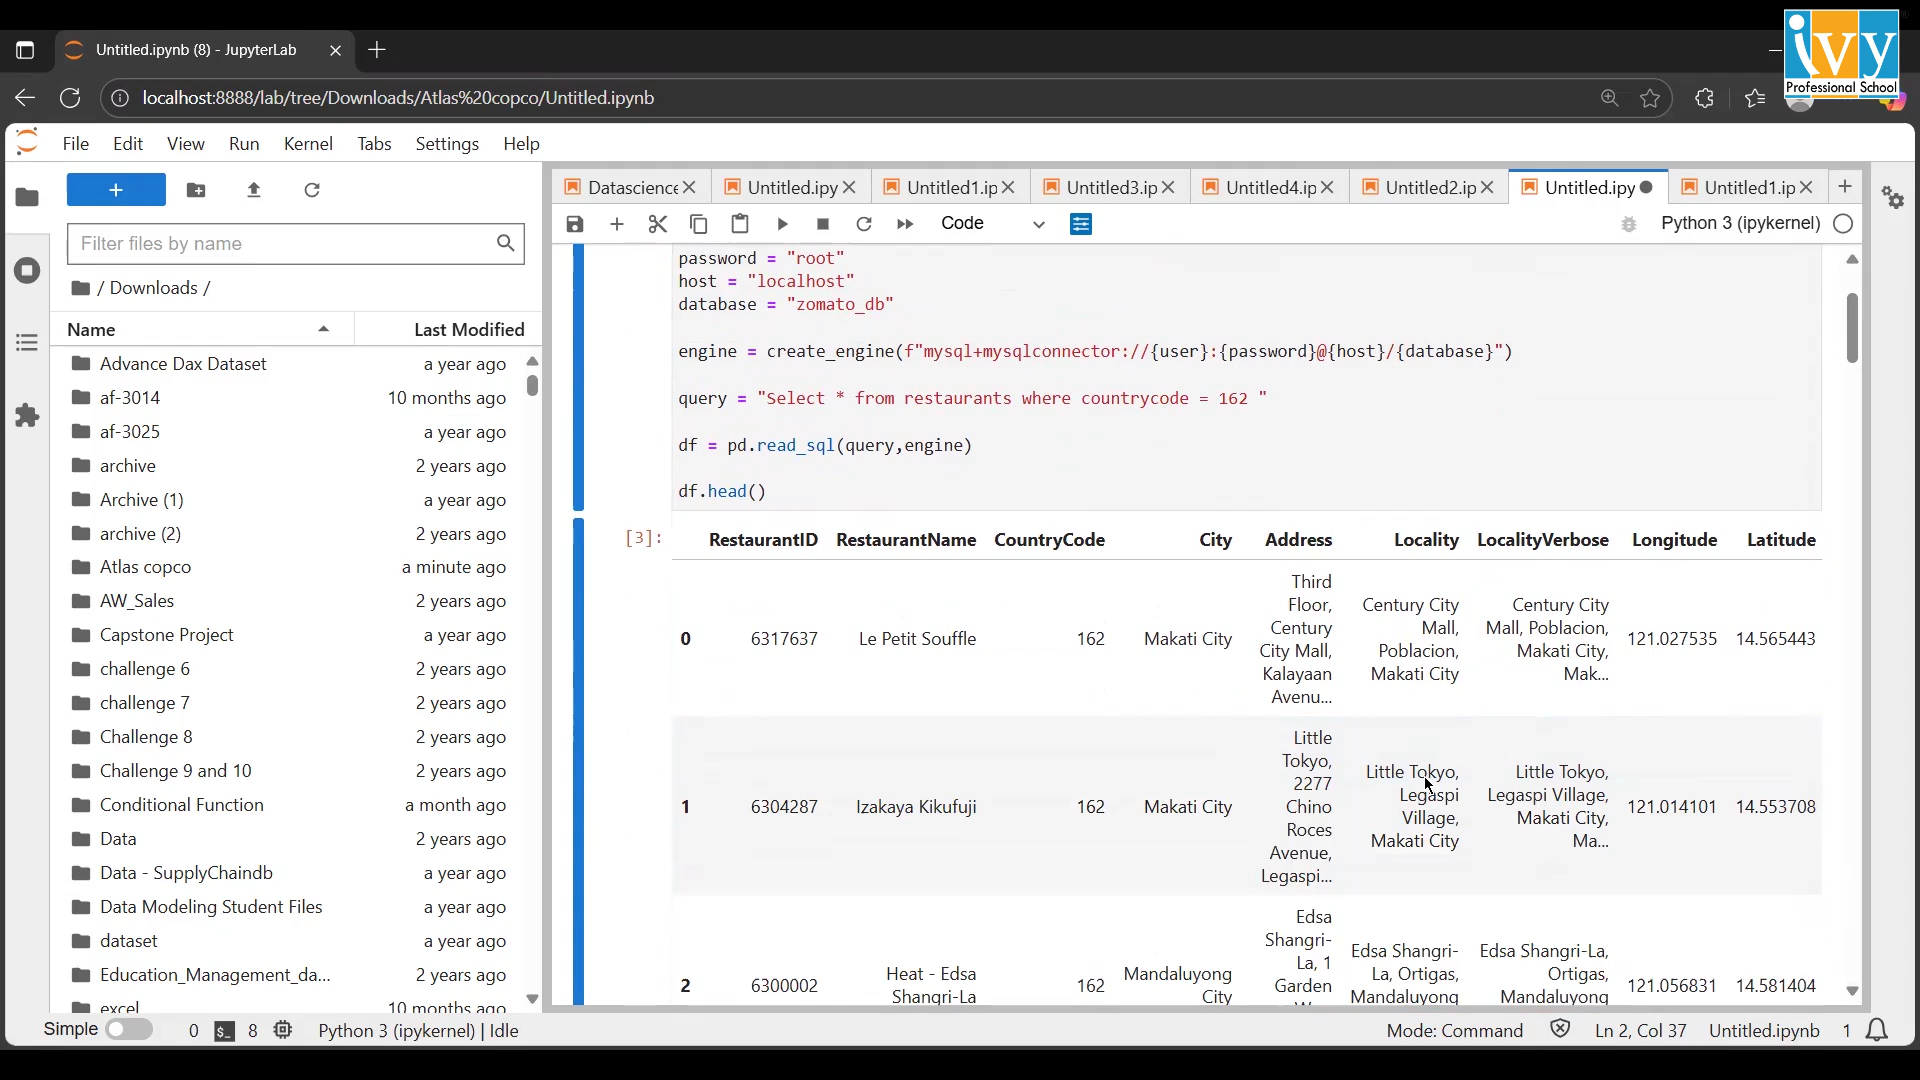 Untitled.ipynb (8) - JupyterLab
ivy
Professional School
localhost:8888/lab/tree/Downloads/Atlas%20copco/Untitled.ipynb
File Edit View Run Kernel Tabs Settings Help
Datascience Untitled.ipy Untitled1.ip Untitled3.ip Untitled4.ip Untitled2.ip Untitled.ipy Untitled1.ip
Code Python 3 (ipykernel)
Filter files by name
/ Downloads /
Name Last Modified
Advance Dax Dataset a year ago
af-3014 10 months ago
af-3025 a year ago
archive 2 years ago
Archive (1) a year ago
archive (2) 2 years ago
Atlas copco a minute ago
AW_Sales 2 years ago
Capstone Project a year ago
challenge 6 2 years ago
challenge 7 2 years ago
Challenge 8 2 years ago
Challenge 9 and 10 2 years ago
Conditional Function a month ago
Data 2 years ago
Data - SupplyChaindb a year ago
Data Modeling Student Files a year ago
dataset a year ago
Education_Management_da... 2 years ago
excel 10 months ago
password = "root"
host = "localhost"
database = "zomato_db"
engine = create_engine(f"mysql+mysqlconnector://{user}:{password}@{host}/{database}")
query = "Select * from restaurants where countrycode = 162 "
df = pd.read_sql(query,engine)
df.head()
[3]: RestaurantID RestaurantName CountryCode City Address Locality LocalityVerbose Longitude Latitude
0 6317637 Le Petit Souffle 162 Makati City
Third
Floor,
Century
City Mall,
Kalayaan
Avenu...
Century City
Mall,
Poblacion,
Makati City
Century City
Mall, Poblacion,
Makati City,
Mak...
121.027535 14.565443
1 6304287 Izakaya Kikufuji 162 Makati City
Little
Tokyo,
2277
Chino
Roces
Avenue,
Legaspi...
Little Tokyo,
Legaspi
Village,
Makati City
Little Tokyo,
Legaspi Village,
Makati City,
Ma...
121.014101 14.553708
2 6300002
Heat - Edsa
Shangri-La
162
Mandaluyong
City
Edsa
Shangri-
La, 1
Garden
Edsa Shangri-
La, Ortigas,
Mandaluyong
Edsa Shangri-La,
Ortigas,
Mandaluyong
121.056831 14.581404
Simple 0 8 Python 3 (ipykernel) | Idle Mode: Command Ln 2, Col 37 Untitled.ipynb 1